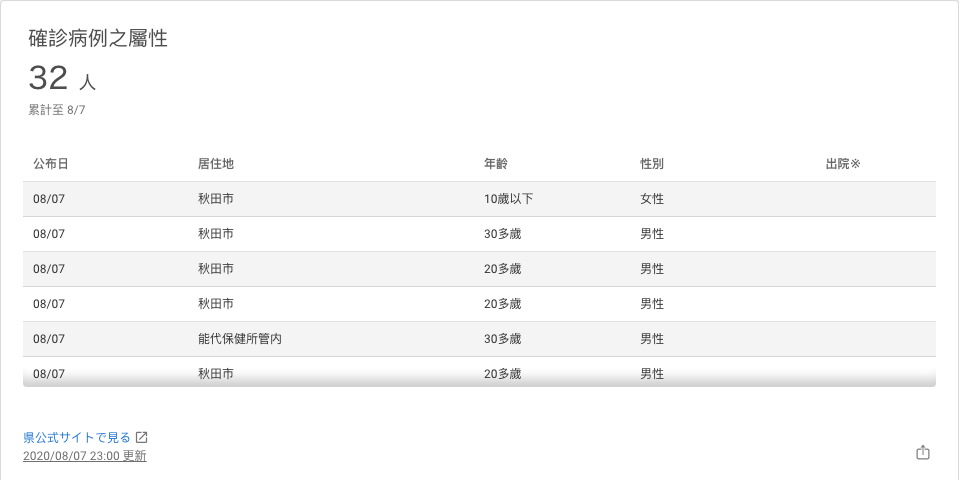 確診病例之屬性
32 人
累計至 8/7
公布日 居住地 年齡 性別 出院※
08/07 秋田市 10歲以下 女性
08/07 秋田市 30多歲 男性
08/07 秋田市 20多歲 男性
08/07 秋田市 20多歲 男性
08/07 能代保健所管内 30多歲 男性
08/07 秋田市 20多歲 男性
県公式サイトで見る
2020/08/07 23:00 更新